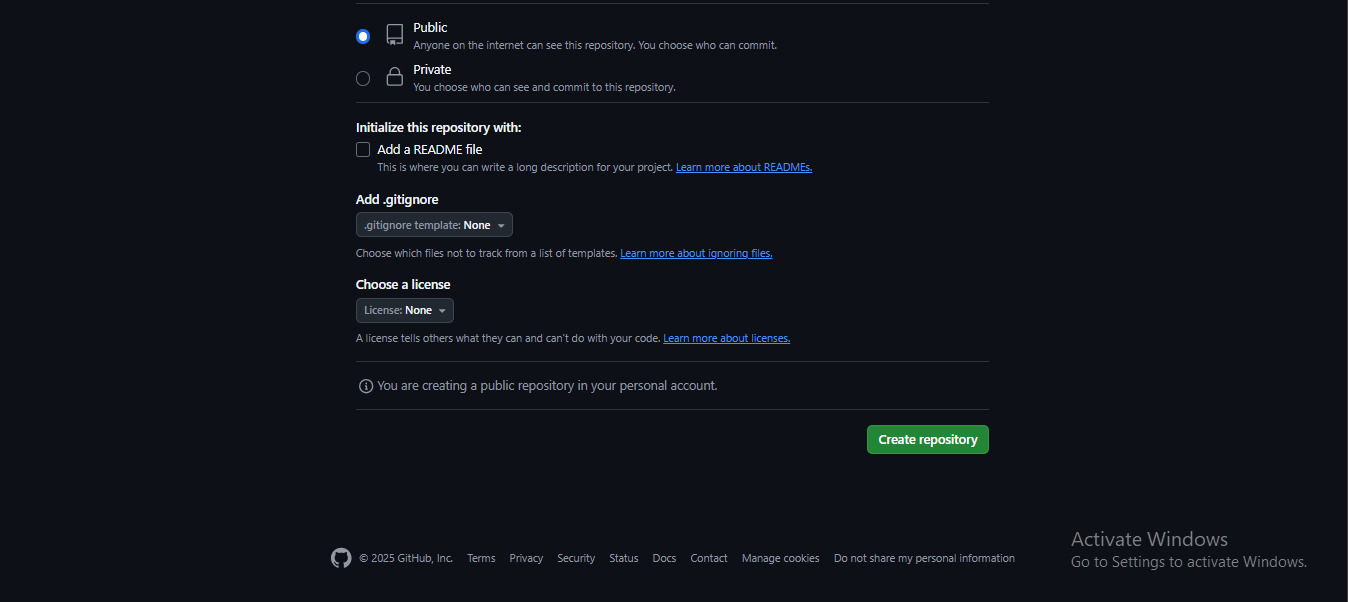 Public
Anyone on the internet can see this repository. You choose who can commit.
Private
You choose who can see and commit to this repository.
Initialize this repository with:
Add a README file
This is where you can write a long description for your project. Learn more about READMEs.
Add .gitignore
.gitignore template: None
Choose which files not to track from a list of templates. Learn more about ignoring files.
Choose a license
License: None
A license tells others what they can and can't do with your code. Learn more about licenses.
You are creating a public repository in your personal account.
Create repository
© 2025 GitHub, Inc. Terms Privacy Security Status Docs Contact Manage cookies Do not share my personal information
Activate Windows
Go to Settings to activate Windows.